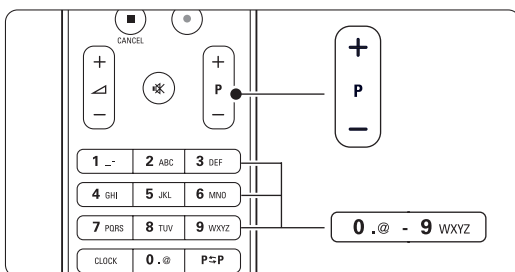 CANCEL
+ +
P
− −
+
P
−
1 _- 2 ABC 3 DEF
4 GHI 5 JKL 6 MNO
7 PQRS 8 TUV 9 WXYZ
0 .@ - 9 WXYZ
CLOCK 0 .@ P⇆P